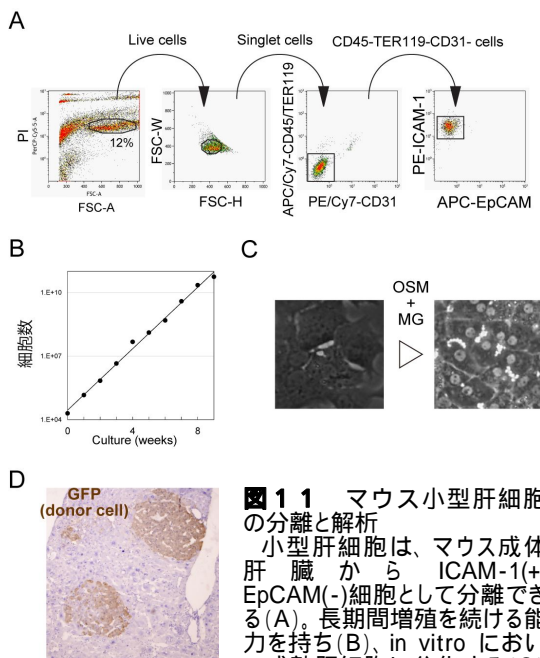 A
Live cells
Singlet cells
CD45-TER119-CD31- cells
PI
PerCP-Cy5-5-A
12%
FSC-A
FSC-A
FSC-W
FSC-H
APC/Cy7-CD45/TER119
PE/Cy7-CD31
PE-ICAM-1
APC-EpCAM
B
細胞数
1.E+10
1.E+07
1.E+04
0
4
8
Culture (weeks)
C
OSM
+
MG
D
GFP
(donor cell)
図11 マウス小型肝細胞
の分離と解析
小型肝細胞は、マウス成体
肝臓から ICAM-1(+
EpCAM(-)細胞として分離でき
る(A)。長期間増殖を続ける能
力を持ち(B)、in vitro におい